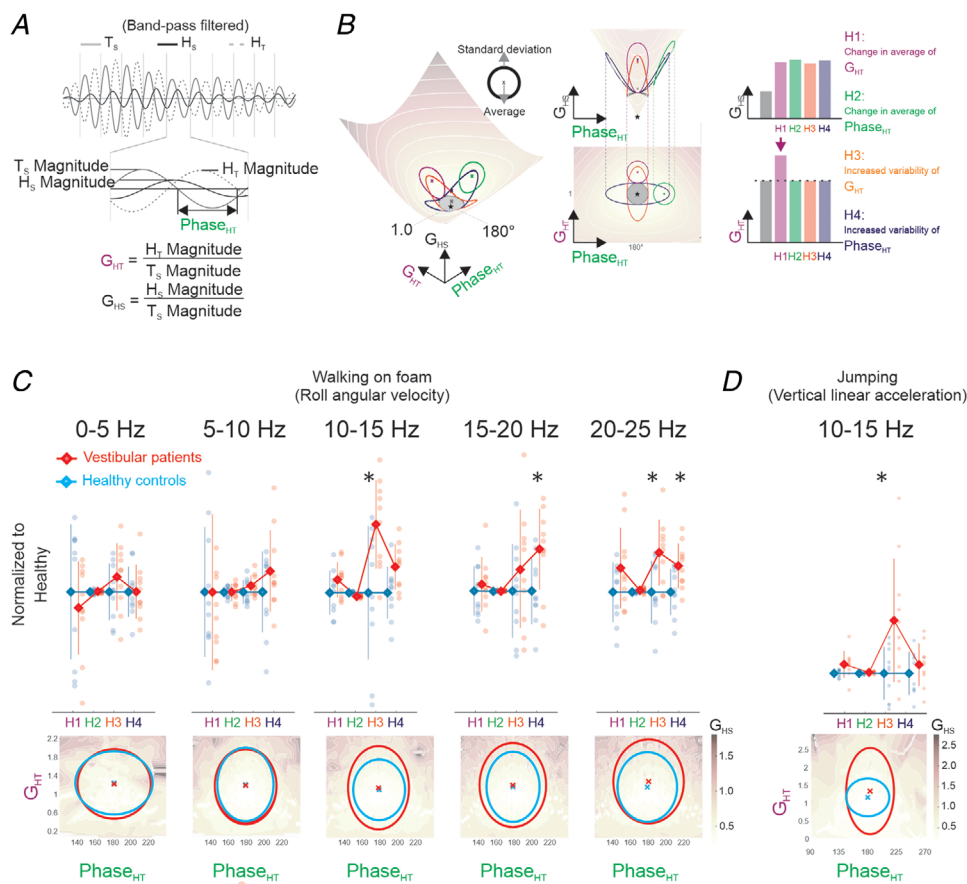 A
(Band-pass filtered)
T_S H_S H_T
T_S Magnitude
H_S Magnitude
H_T Magnitude
Phase_HT
G_HT = H_T Magnitude / T_S Magnitude
G_HS = H_S Magnitude / T_S Magnitude
B
Standard deviation
Average
1.0
180°
G_HS
G_HT
Phase_HT
G_HS
Phase_HT
1
G_HT
180°
Phase_HT
G_HS
H1 H2 H3 H4
G_HT
H1 H2 H3 H4
H1:
Change in average of
G_HT
H2:
Change in average of
Phase_HT
H3:
Increased variability of
G_HT
H4:
Increased variability of
Phase_HT
C
Walking on foam
(Roll angular velocity)
0-5 Hz 5-10 Hz 10-15 Hz 15-20 Hz 20-25 Hz
Vestibular patients
Healthy controls
* * * *
Normalized to
Healthy
H1 H2 H3 H4 H1 H2 H3 H4 H1 H2 H3 H4 H1 H2 H3 H4 H1 H2 H3 H4
G_HS
2.2
1.8
1.4
1.2
0.6
0.2
G_HT
1.5
1.0
0.5
140 160 180 200 220 140 160 180 200 220 140 160 180 200 220 140 160 180 200 220 140 160 180 200 220
Phase_HT Phase_HT Phase_HT Phase_HT Phase_HT
D
Jumping
(Vertical linear acceleration)
10-15 Hz
*
H1 H2 H3 H4
G_HS
2.5
2
1.5
1
0.5
0
G_HT
2.5
2.0
1.5
1.0
0.5
90 135 180 225 270
Phase_HT